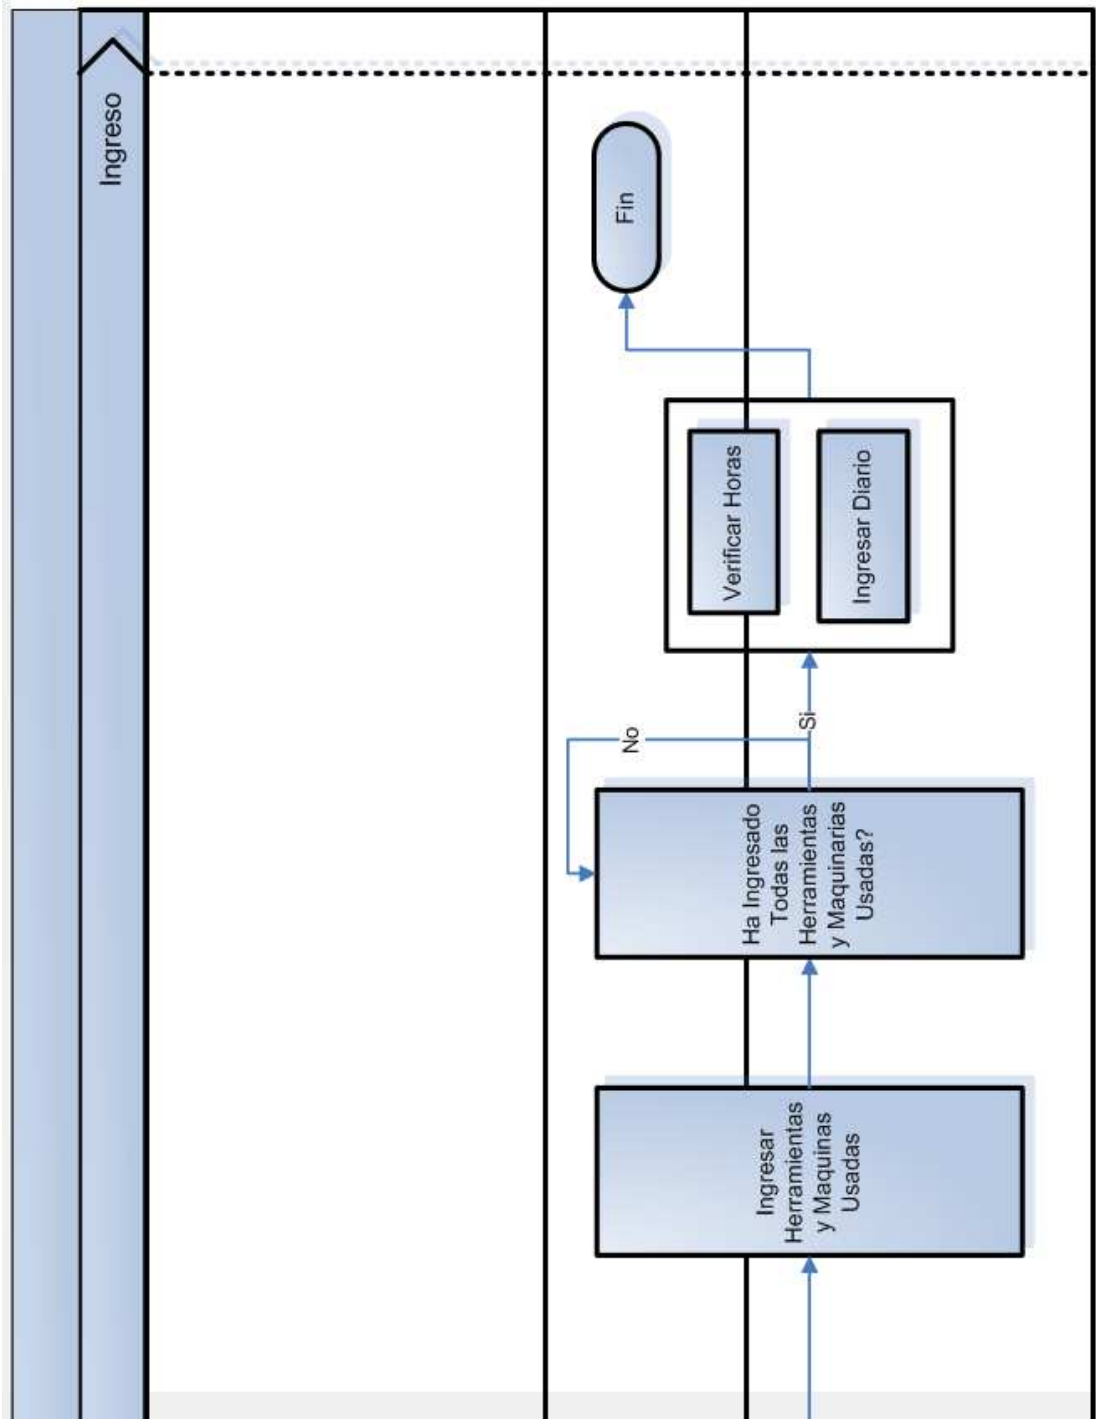 Ingreso
Ingresar
Herramientas
y Maquinas
Usadas
Ha Ingresado
Todas las
Herramientas
y Maquinarias
Usadas?
No
Si
Verificar Horas
Ingresar Diario
Fin